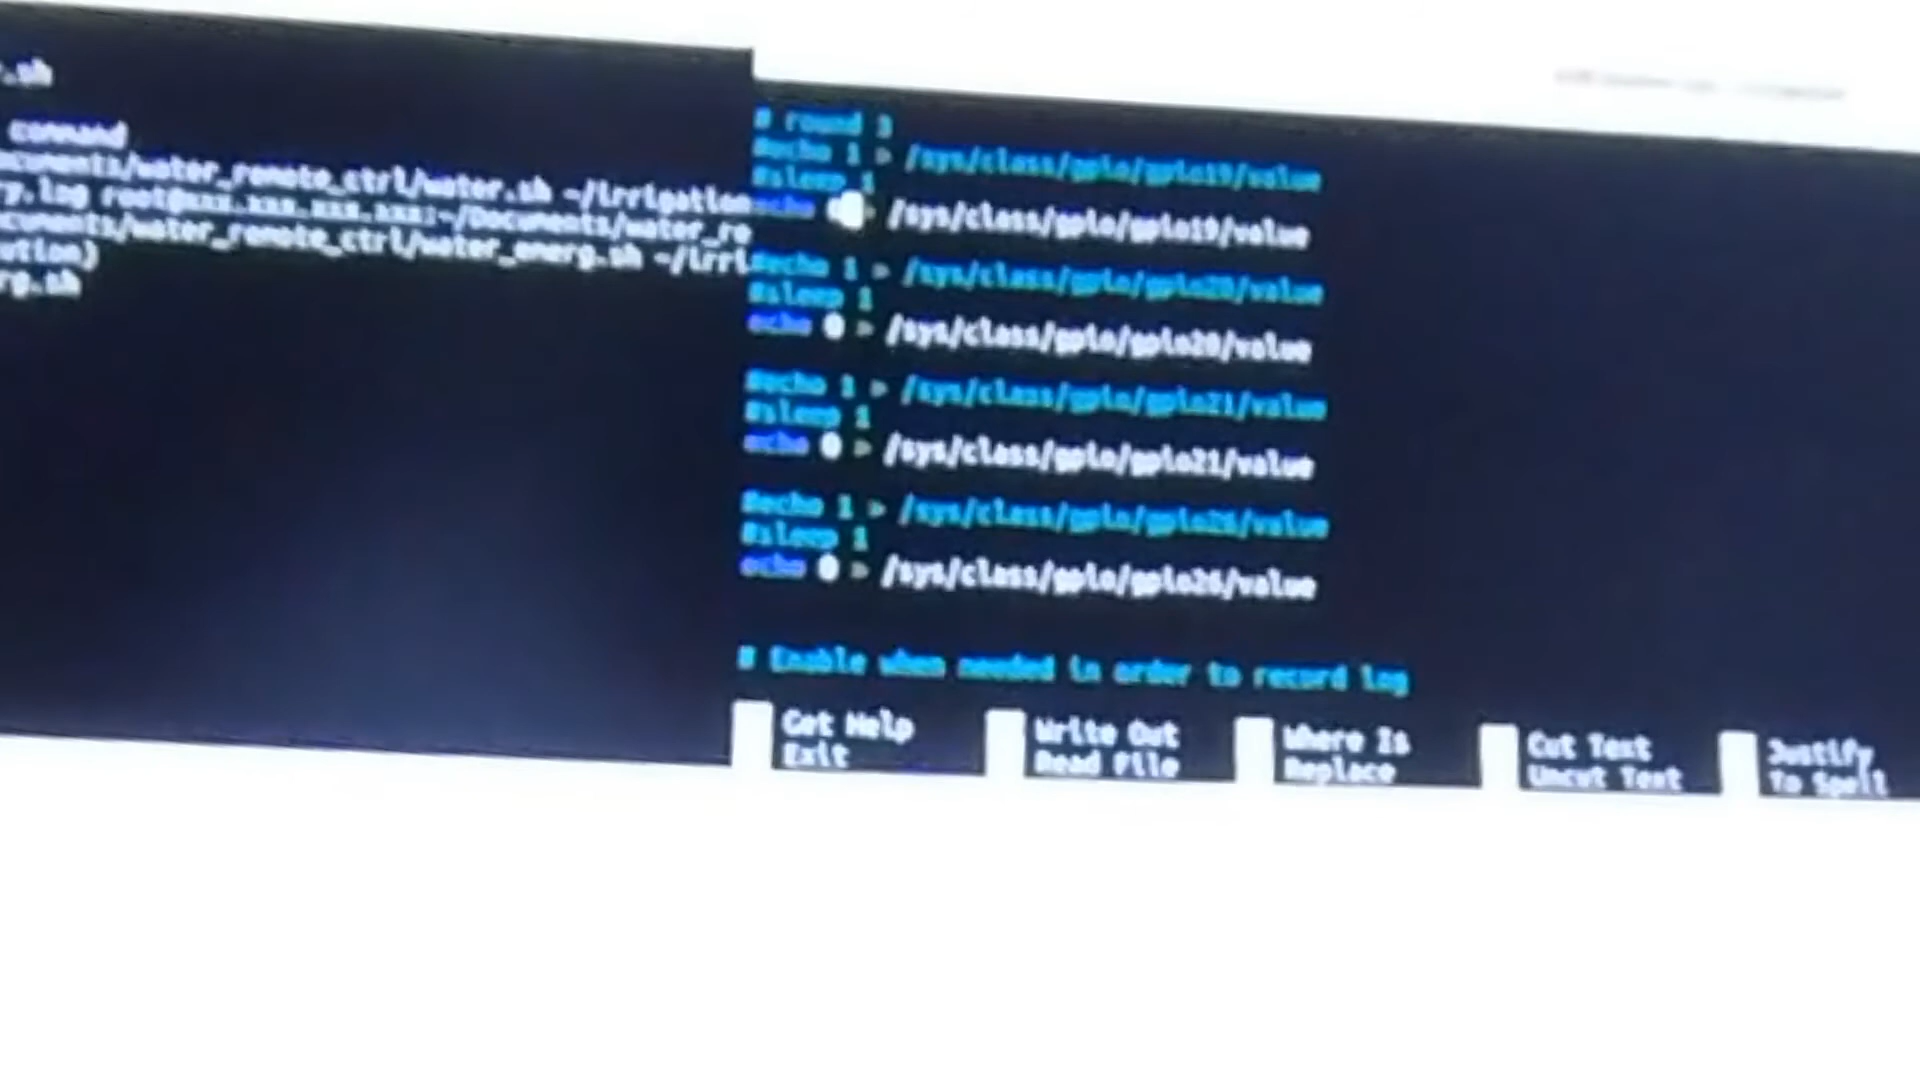 .sh
command
ocuments/water_remote_ctrl/water.sh ~/irrigation
ry.log root@xxx.xxx.xxx.xxx:~/Documents/water_re
ocuments/water_remote_ctrl/water_emerg.sh ~/irri
ution)
rg.sh
# round 3
#echo 1 > /sys/class/gpio/gpio19/value
#sleep 1
echo 0 > /sys/class/gpio/gpio19/value
#echo 1 > /sys/class/gpio/gpio20/value
#sleep 1
echo 0 > /sys/class/gpio/gpio20/value
#echo 1 > /sys/class/gpio/gpio21/value
#sleep 1
echo 0 > /sys/class/gpio/gpio21/value
#echo 1 > /sys/class/gpio/gpio26/value
#sleep 1
echo 0 > /sys/class/gpio/gpio26/value
# Enable when needed in order to record log
Get Help Write Out Where Is Cut Text Justify
Exit Read File Replace Uncut Text To Spell